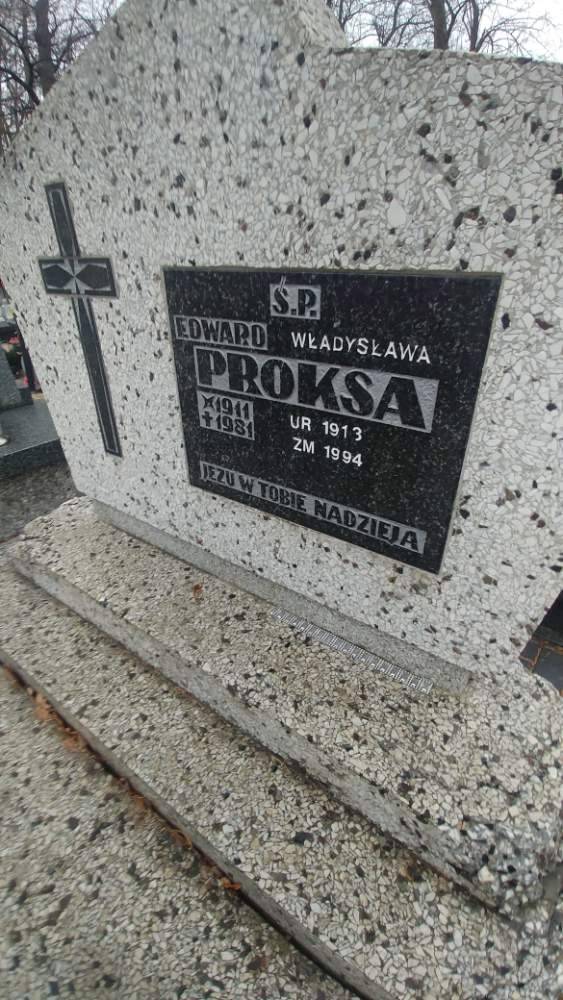 Ś.P.
EDWARD WŁADYSŁAWA
PROKSA
*1911 UR 1913
†1981 ZM 1994
JEZU W TOBIE NADZIEJA